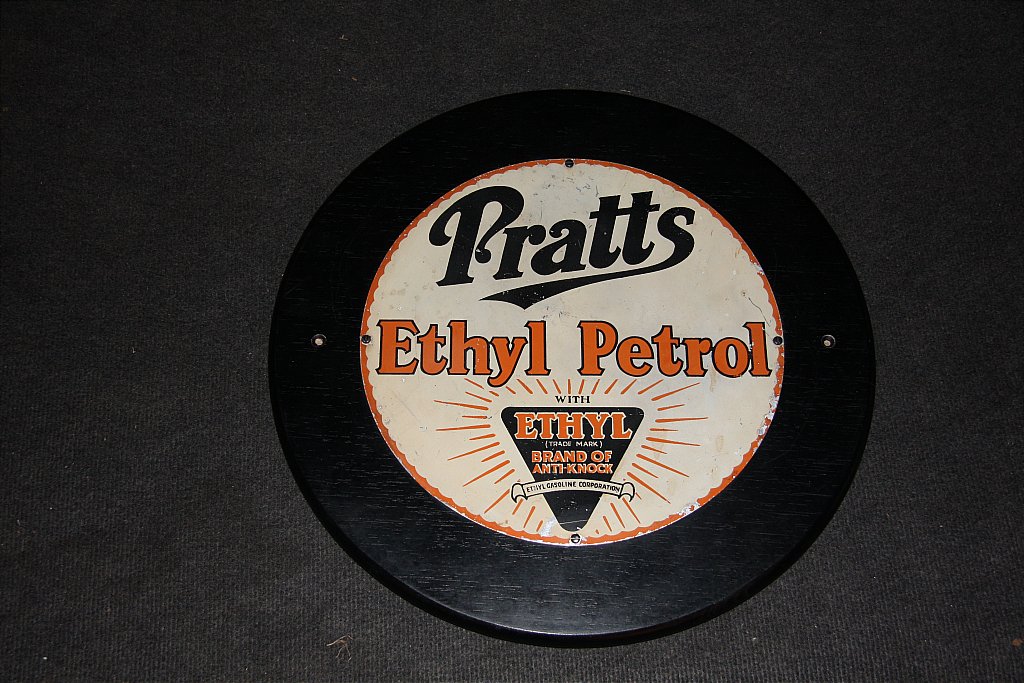 Pratts
Ethyl Petrol
WITH
ETHYL
(TRADE MARK)
BRAND OF
ANTI-KNOCK
ETHYL GASOLINE CORPORATION